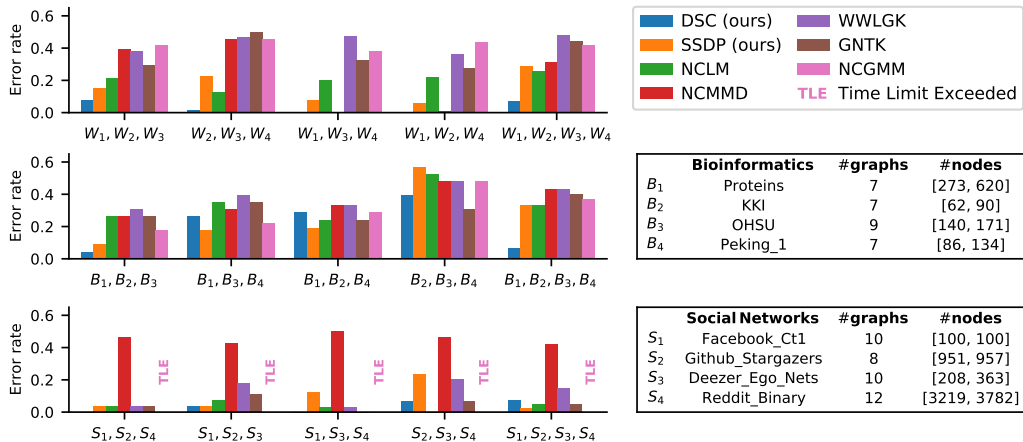 Error rate
0.6
0.4
0.2
0.0
W1, W2, W3
W2, W3, W4
W1, W3, W4
W1, W2, W4
W1, W2, W3, W4
DSC (ours)
SSDP (ours)
NCLM
NCMMD
WWLGK
GNTK
NCGMM
TLE Time Limit Exceeded
Error rate
0.6
0.4
0.2
0.0
B1, B2, B3
B1, B3, B4
B1, B2, B4
B2, B3, B4
B1, B2, B3, B4
Bioinformatics #graphs #nodes
B1 Proteins 7 [273, 620]
B2 KKI 7 [62, 90]
B3 OHSU 9 [140, 171]
B4 Peking_1 7 [86, 134]
Error rate
0.6
0.4
0.2
0.0
TLE
TLE
TLE
TLE
TLE
S1, S2, S4
S1, S2, S3
S1, S3, S4
S2, S3, S4
S1, S2, S3, S4
Social Networks #graphs #nodes
S1 Facebook_Ct1 10 [100, 100]
S2 Github_Stargazers 8 [951, 957]
S3 Deezer_Ego_Nets 10 [208, 363]
S4 Reddit_Binary 12 [3219, 3782]